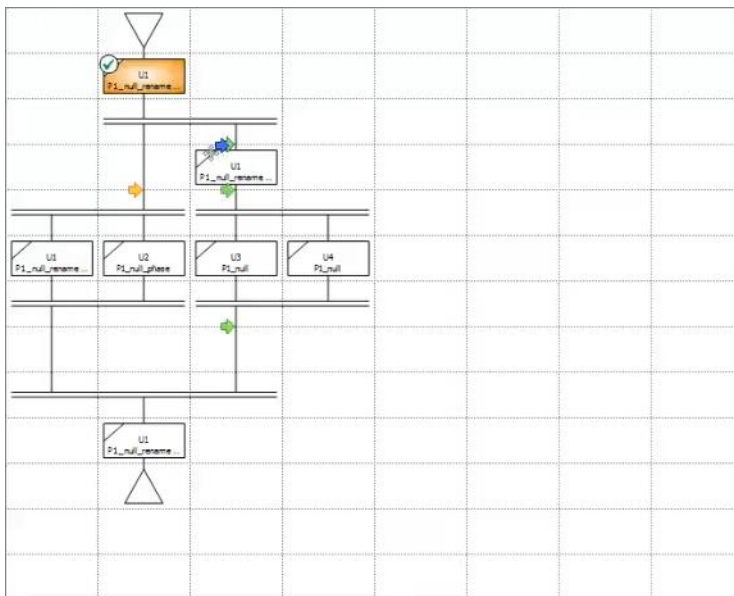 U1
P1_null_rename ...
U1
P1_null_rename ...
U1
P1_null_rename ...
U2
P1_null_phase
U3
P1_null
U4
P1_null
U1
P1_null_rename ...